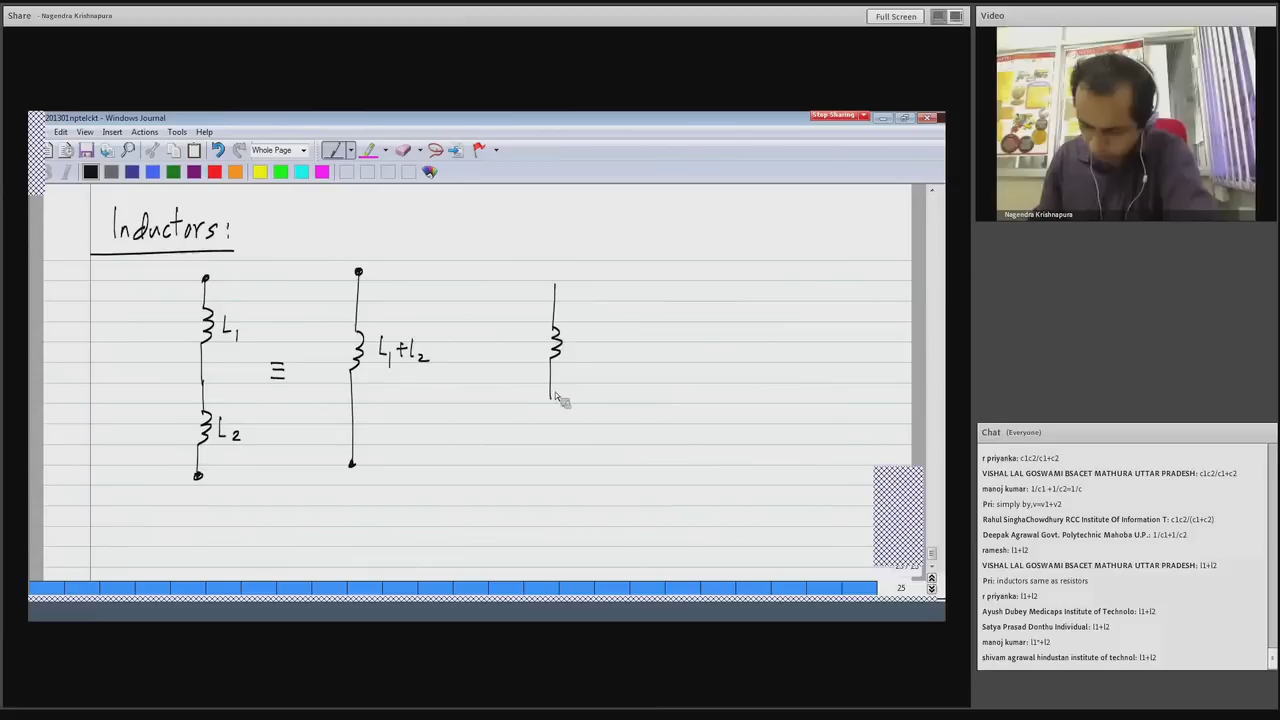 Share - Nagendra Krishnapura
Full Screen
Video
201301nptelckt - Windows Journal
Stop Sharing
Edit View Insert Actions Tools Help
Whole Page
Inductors:
L1
L2
≡
L1+L2
25
Nagendra Krishnapura
Chat (Everyone)
r priyanka: c1c2/c1+c2
VISHAL LAL GOSWAMI BSACET MATHURA UTTAR PRADESH: c1c2/c1+c2
manoj kumar: 1/c1 +1/c2=1/c
Pri: simply by,v=v1+v2
Rahul SinghaChowdhury RCC Institute Of Information T: c1c2/(c1+c2)
Deepak Agrawal Govt. Polytechnic Mahoba U.P.: 1/c1+1/c2
ramesh: l1+l2
VISHAL LAL GOSWAMI BSACET MATHURA UTTAR PRADESH: l1+l2
Pri: inductors same as resistors
r priyanka: l1+l2
Ayush Dubey Medicaps Institute of Technolo: l1+l2
Satya Prasad Donthu Individual: l1+l2
manoj kumar: l1"+l2
shivam agrawal hindustan institute of technol: l1+l2